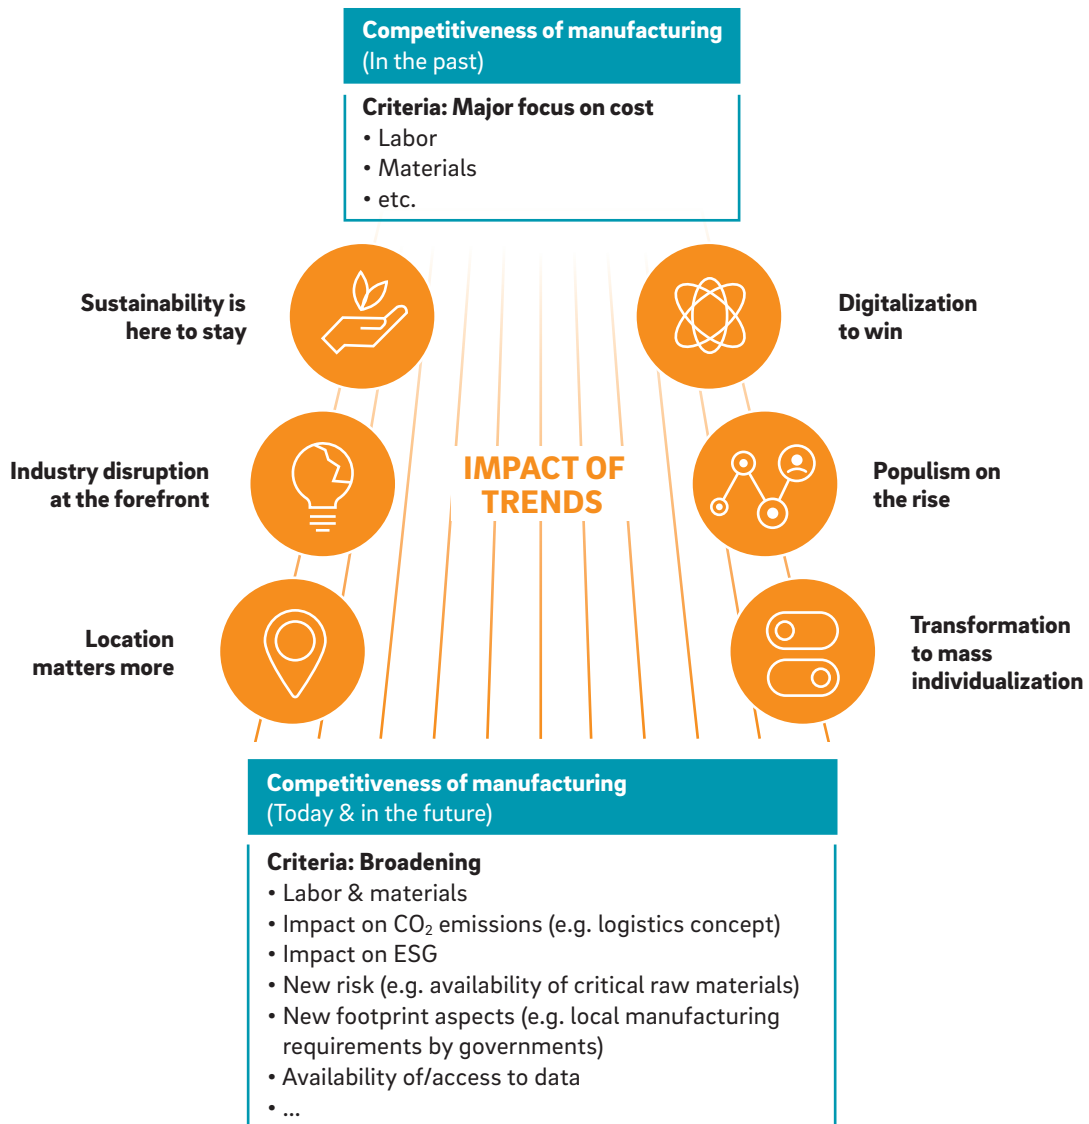 Competitiveness of manufacturing
(In the past)
Criteria: Major focus on cost
• Labor
• Materials
• etc.
Sustainability is
here to stay
Digitalization
to win
Industry disruption
at the forefront
IMPACT OF
TRENDS
Populism on
the rise
Location
matters more
Transformation
to mass
individualization
Competitiveness of manufacturing
(Today & in the future)
Criteria: Broadening
• Labor & materials
• Impact on CO₂ emissions (e.g. logistics concept)
• Impact on ESG
• New risk (e.g. availability of critical raw materials)
• New footprint aspects (e.g. local manufacturing
requirements by governments)
• Availability of/access to data
• ...